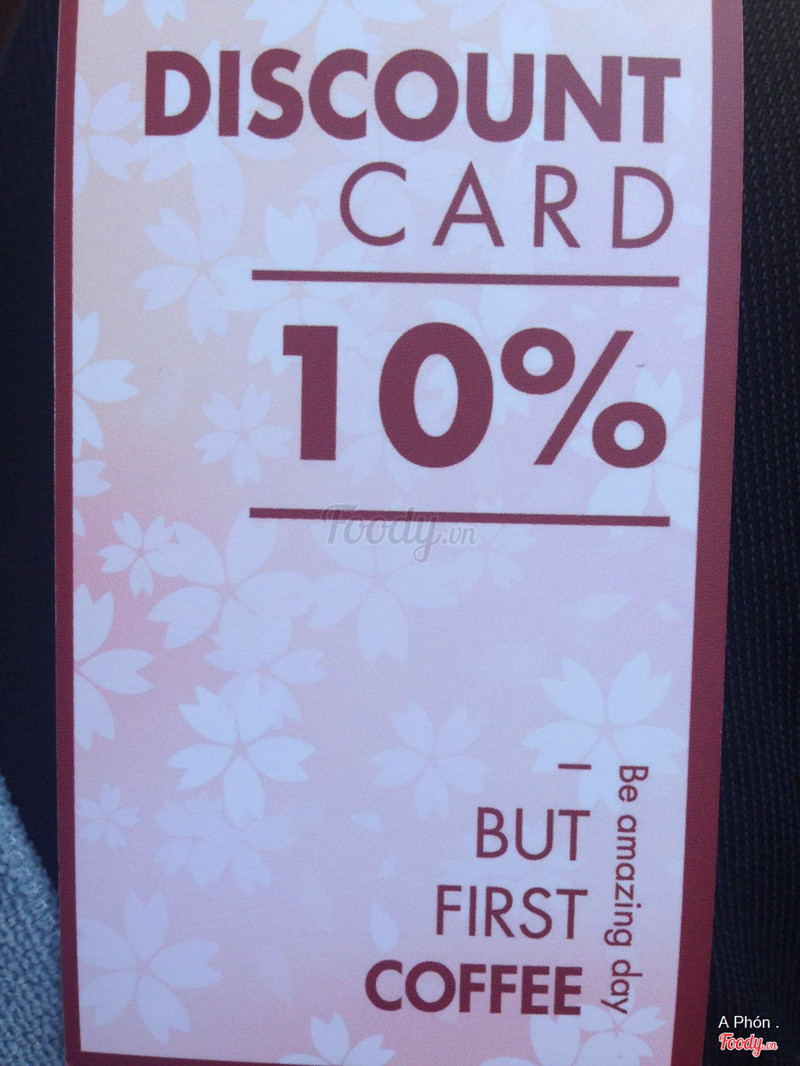 DISCOUNT
CARD
10%
Foody.vn
Be amazing day
BUT
FIRST
COFFEE
A Phón .
Foody.vn